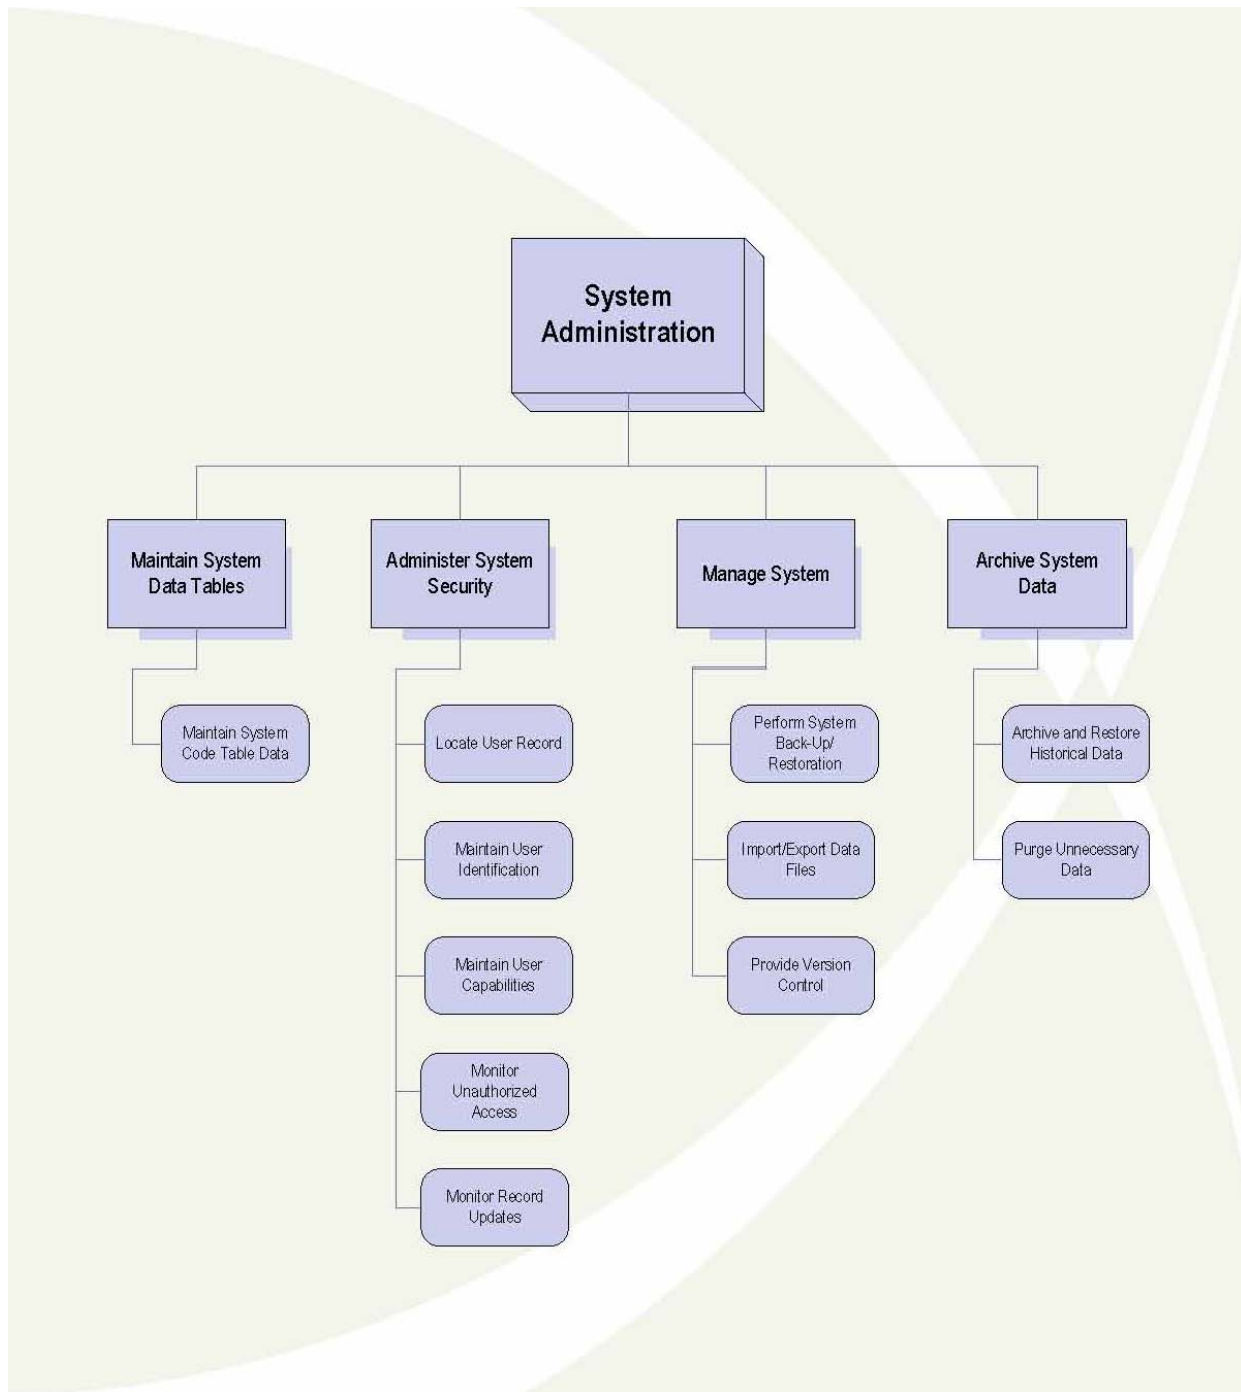 System
Administration
Maintain System
Data Tables
Administer System
Security
Manage System
Archive System
Data
Maintain System
Code Table Data
Locate User Record
Maintain User
Identification
Maintain User
Capabilities
Monitor
Unauthorized
Access
Monitor Record
Updates
Perform System
Back-Up/
Restoration
Import/Export Data
Files
Provide Version
Control
Archive and Restore
Historical Data
Purge Unnecessary
Data